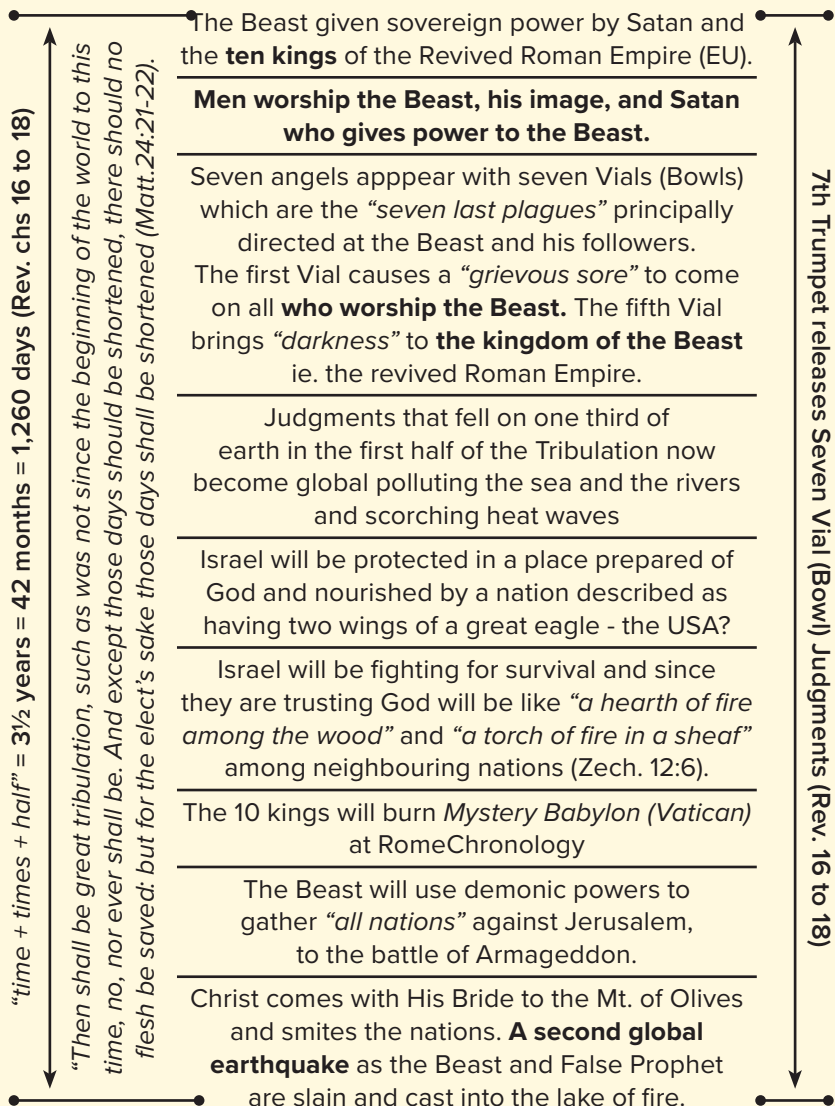 "time + times + half" = 3½ years = 42 months = 1,260 days (Rev. chs 16 to 18)
"Then shall be great tribulation, such as was not since the beginning of the world to this
time, no, nor ever shall be. And except those days should be shortened, there should no
flesh be saved: but for the elect's sake those days shall be shortened (Matt.24:21-22).
The Beast given sovereign power by Satan and
the ten kings of the Revived Roman Empire (EU).
Men worship the Beast, his image, and Satan
who gives power to the Beast.
Seven angels apppear with seven Vials (Bowls)
which are the "seven last plagues" principally
directed at the Beast and his followers.
The first Vial causes a "grievous sore" to come
on all who worship the Beast. The fifth Vial
brings "darkness" to the kingdom of the Beast
ie. the revived Roman Empire.
Judgments that fell on one third of
earth in the first half of the Tribulation now
become global polluting the sea and the rivers
and scorching heat waves
Israel will be protected in a place prepared of
God and nourished by a nation described as
having two wings of a great eagle - the USA?
Israel will be fighting for survival and since
they are trusting God will be like "a hearth of fire
among the wood" and "a torch of fire in a sheaf"
among neighbouring nations (Zech. 12:6).
The 10 kings will burn Mystery Babylon (Vatican)
at RomeChronology
The Beast will use demonic powers to
gather "all nations" against Jerusalem,
to the battle of Armageddon.
Christ comes with His Bride to the Mt. of Olives
and smites the nations. A second global
earthquake as the Beast and False Prophet
are slain and cast into the lake of fire.
7th Trumpet releases Seven Vial (Bowl) Judgments (Rev. 16 to 18)